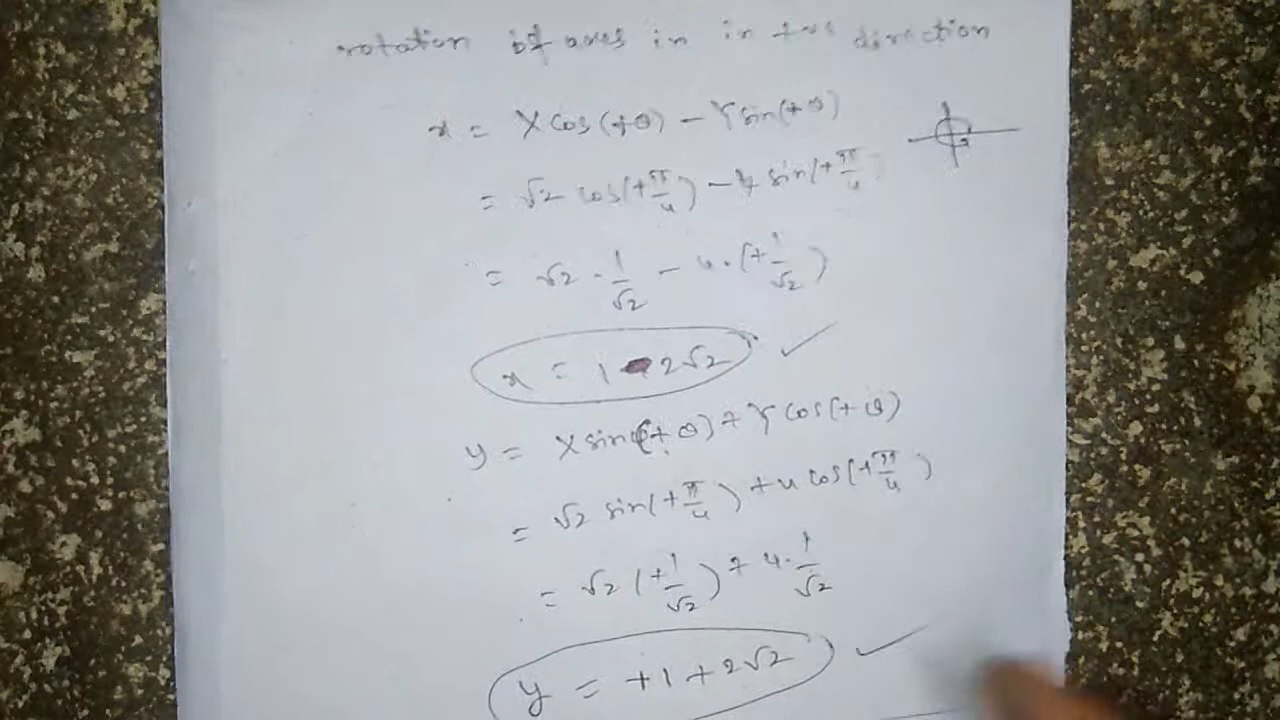 rotation of axes in in +ve direction
x = X cos(+θ) - Y sin(+θ)
= √2 cos(+π/4) - 4 sin(+π/4
= √2 · 1/√2 - 4 · (+1/√2)
x = 1 - 2√2
y = X sin(+θ) + Y cos(+θ)
= √2 sin(+π/4) + 4 cos(+π/4)
= √2 (+1/√2) + 4 · 1/√2
y = +1 + 2√2